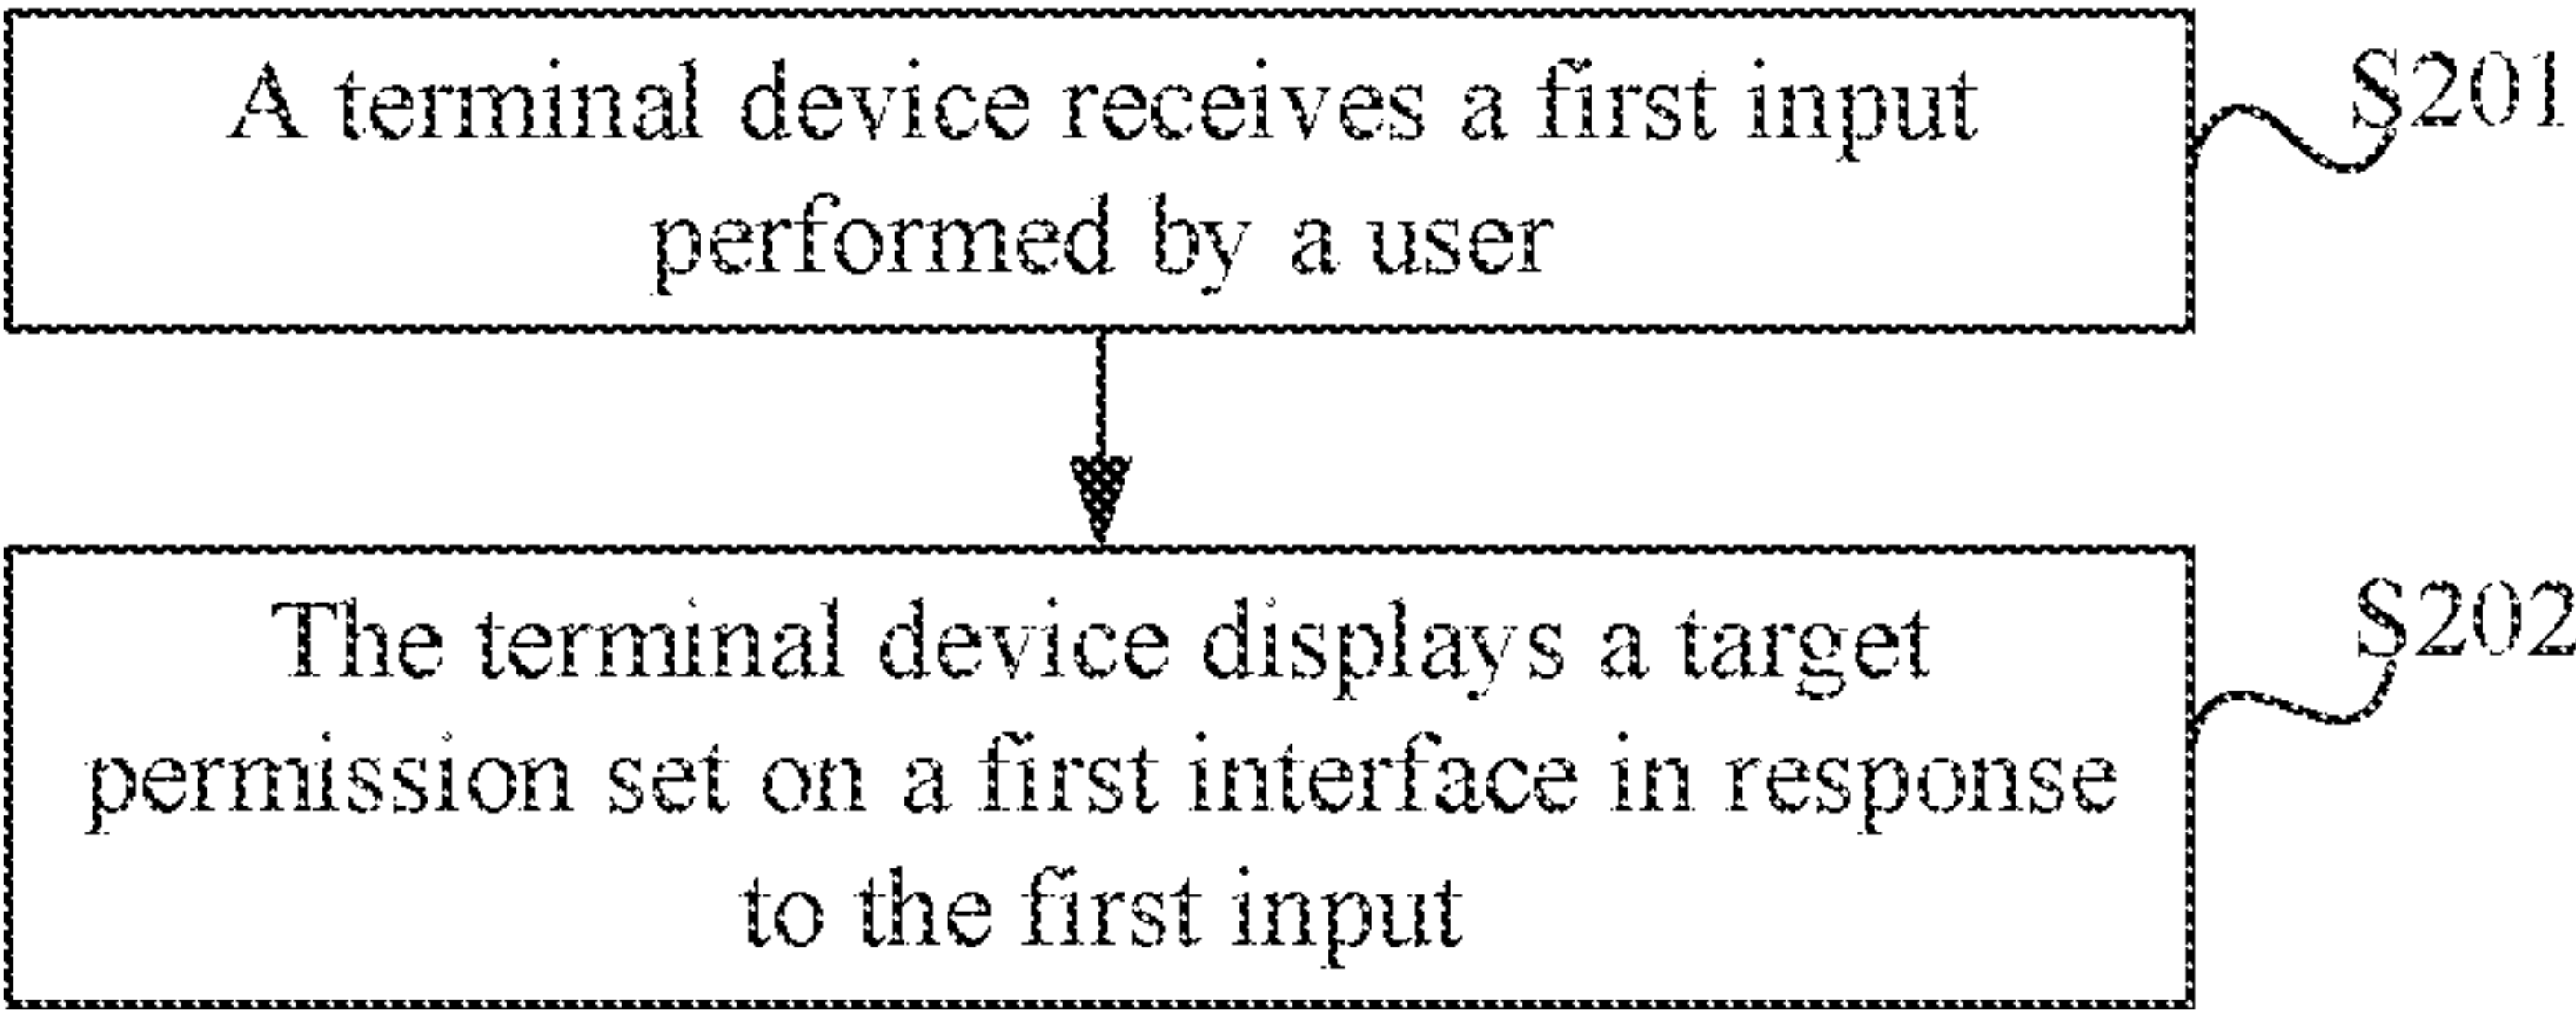 A terminal device receives a first input
performed by a user
S201
The terminal device displays a target
permission set on a first interface in response
to the first input
S202